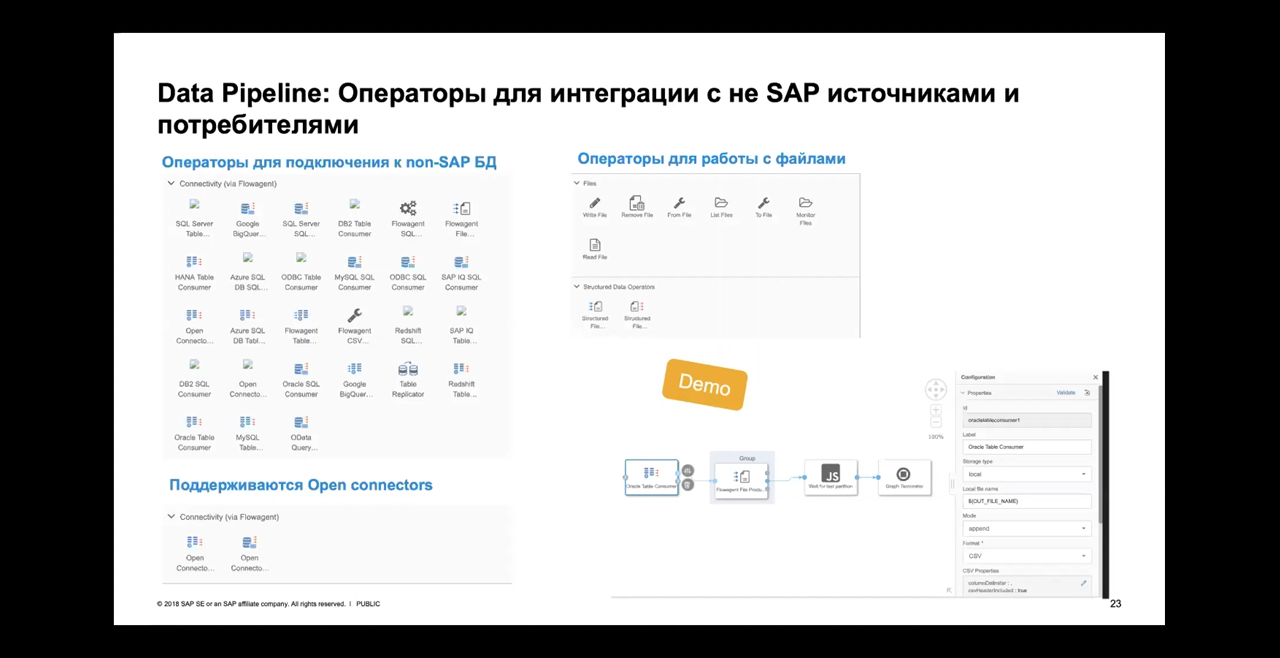 Data Pipeline: Операторы для интеграции с не SAP источниками и
потребителями
Операторы для подключения к non-SAP БД
Connectivity (via Flowagent)
SQL Server Table...
Google BigQuer...
SQL Server SQL...
DB2 Table Consumer
Flowagent SQL...
Flowagent File...
HANA Table Consumer
Azure SQL DB SQL...
ODBC Table Consumer
MySQL SQL Consumer
ODBC SQL Consumer
SAP IQ SQL Consumer
Open Connecto...
Azure SQL DB Tabl...
Flowagent Table...
Flowagent CSV...
Redshift SQL...
SAP IQ Table...
DB2 SQL Consumer
Open Connecto...
Oracle SQL Consumer
Google BigQuer...
Table Replicator
Redshift Table...
Oracle Table Consumer
MySQL Table...
OData Query...
Поддерживаются Open connectors
Connectivity (via Flowagent)
Open Connecto...
Open Connecto...
Операторы для работы с файлами
Files
Write File
Remove File
From File
List Files
To File
Monitor Files
Read File
Structured Data Operators
Structured File...
Structured File...
Demo
100%
Oracle Table Consumer
Group
Flowagent File Produ...
JS
Wait for last partition
Graph Terminator
Configuration
Properties
Validate
Id
oracletableconsumer1
Label
Oracle Table Consumer
Storage type
local
Local file name
${OUT_FILE_NAME}
Mode
append
Format *
CSV
CSV Properties
columnDelimiter : ,
csvHeaderIncluded : true
© 2018 SAP SE or an SAP affiliate company. All rights reserved. I PUBLIC
23